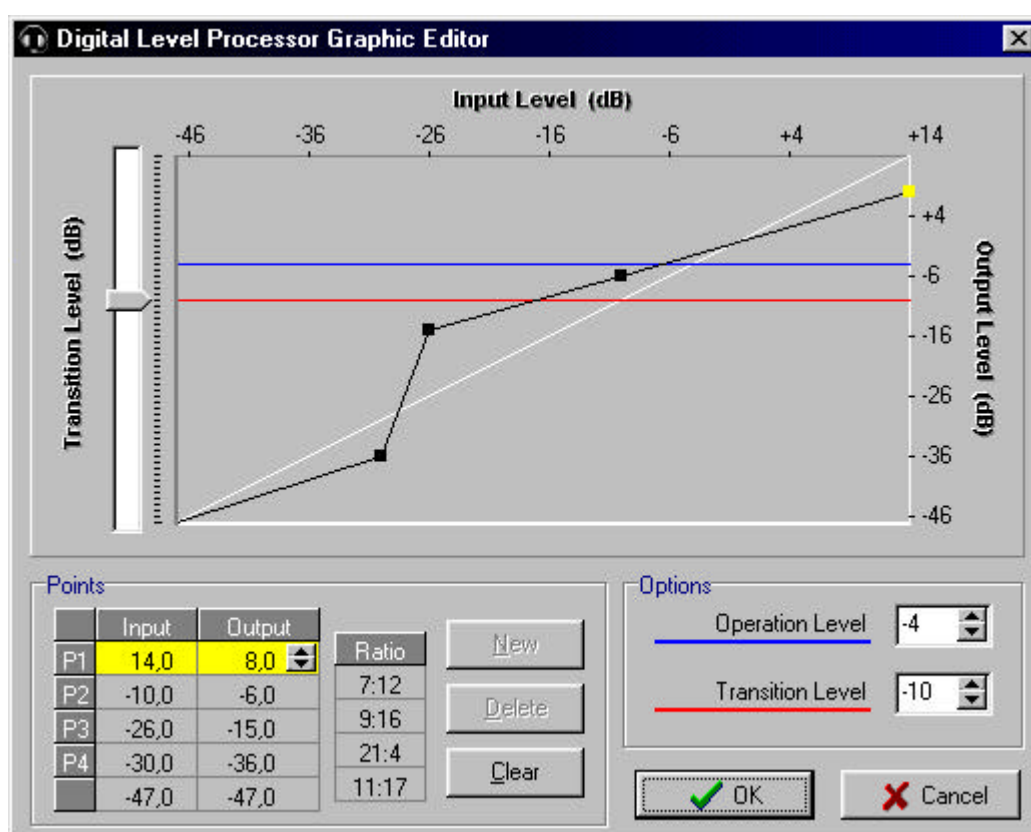 Digital Level Processor Graphic Editor
Input Level (dB)
-46 -36 -26 -16 -6 +4 +14
Transition Level (dB)
+4
-6
-16
-26
-36
-46
Output Level (dB)
Points
Input Output
P1 14,0 8,0
P2 -10,0 -6,0
P3 -26,0 -15,0
P4 -30,0 -36,0
-47,0 -47,0
Ratio
7:12
9:16
21:4
11:17
New
Delete
Clear
Options
Operation Level -4
Transition Level -10
OK
Cancel